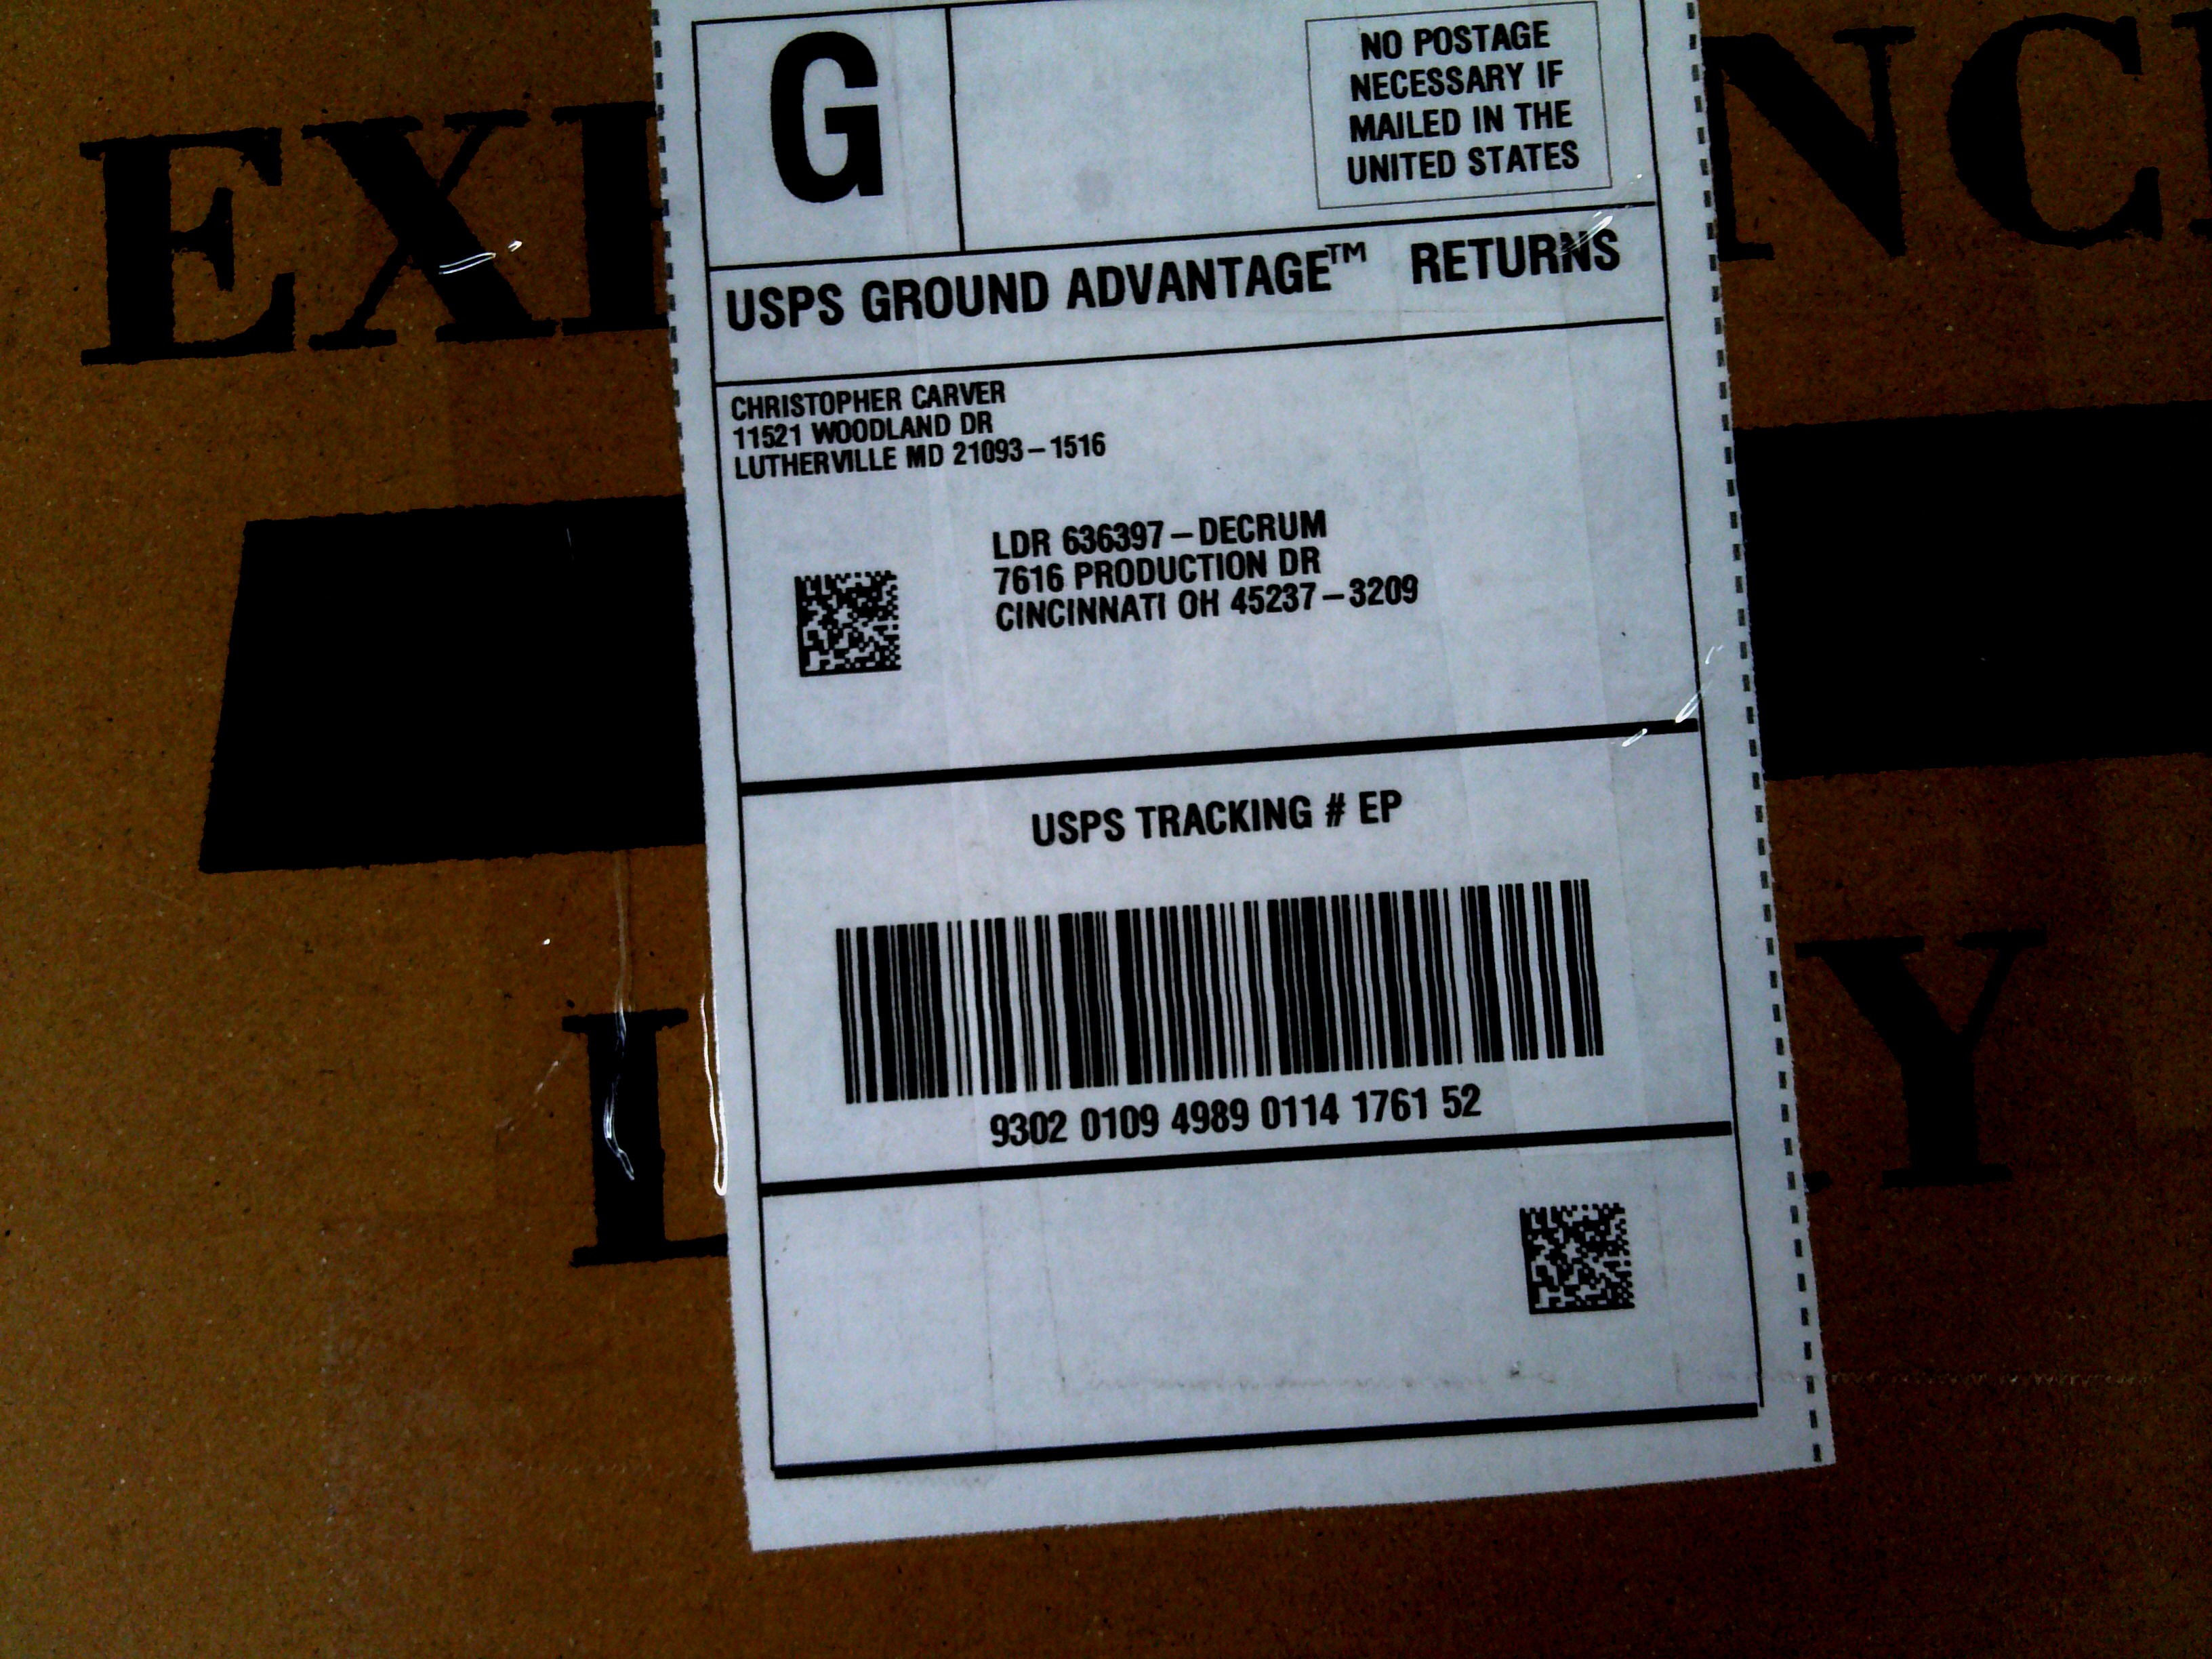 G
NO POSTAGE
NECESSARY IF
MAILED IN THE
UNITED STATES
USPS GROUND ADVANTAGE™ RETURNS
CHRISTOPHER CARVER
11521 WOODLAND DR
LUTHERVILLE MD 21093-1516
LDR 636397-DECRUM
7616 PRODUCTION DR
CINCINNATI OH 45237-3209
USPS TRACKING # EP
9302 0109 4989 0114 1761 52